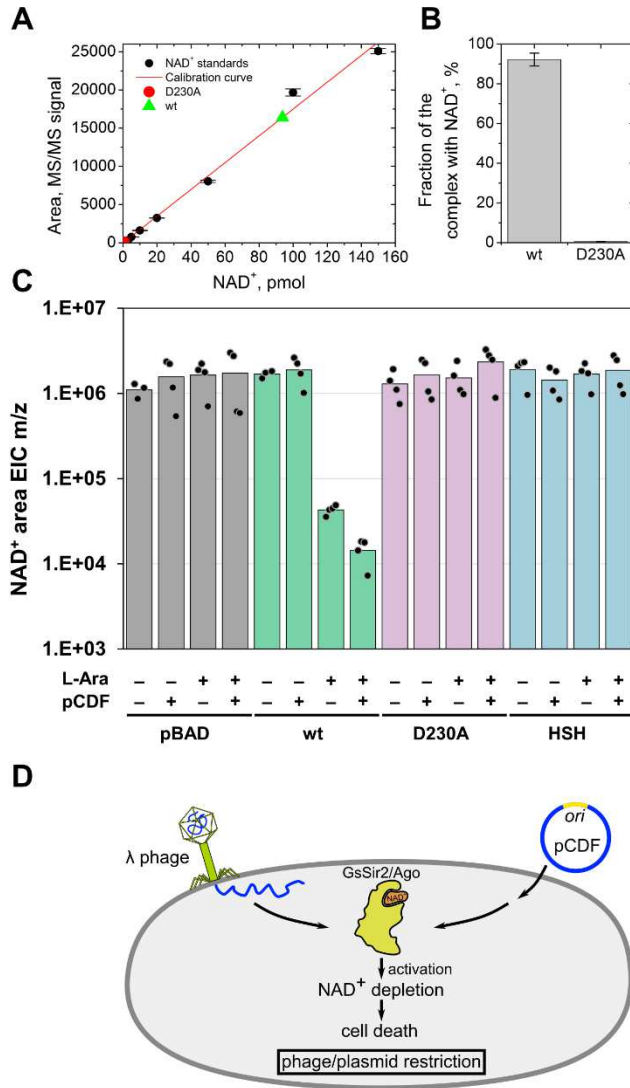 A
Area, MS/MS signal
25000
20000
15000
10000
5000
0
NAD+ standards
Calibration curve
D230A
wt
0 20 40 60 80 100 120 140 160
NAD+, pmol
B
Fraction of the
complex with NAD+, %
100
80
60
40
20
0
wt D230A
C
NAD+ area EIC m/z
1.E+07
1.E+06
1.E+05
1.E+04
1.E+03
L-Ara – – + + – – + + – – + + – – + +
pCDF – + – + – + – + – + – + – + – +
pBAD wt D230A HSH
D
λ phage
ori
pCDF
GsSir2/Ago
NAD+
activation
NAD+ depletion
cell death
phage/plasmid restriction